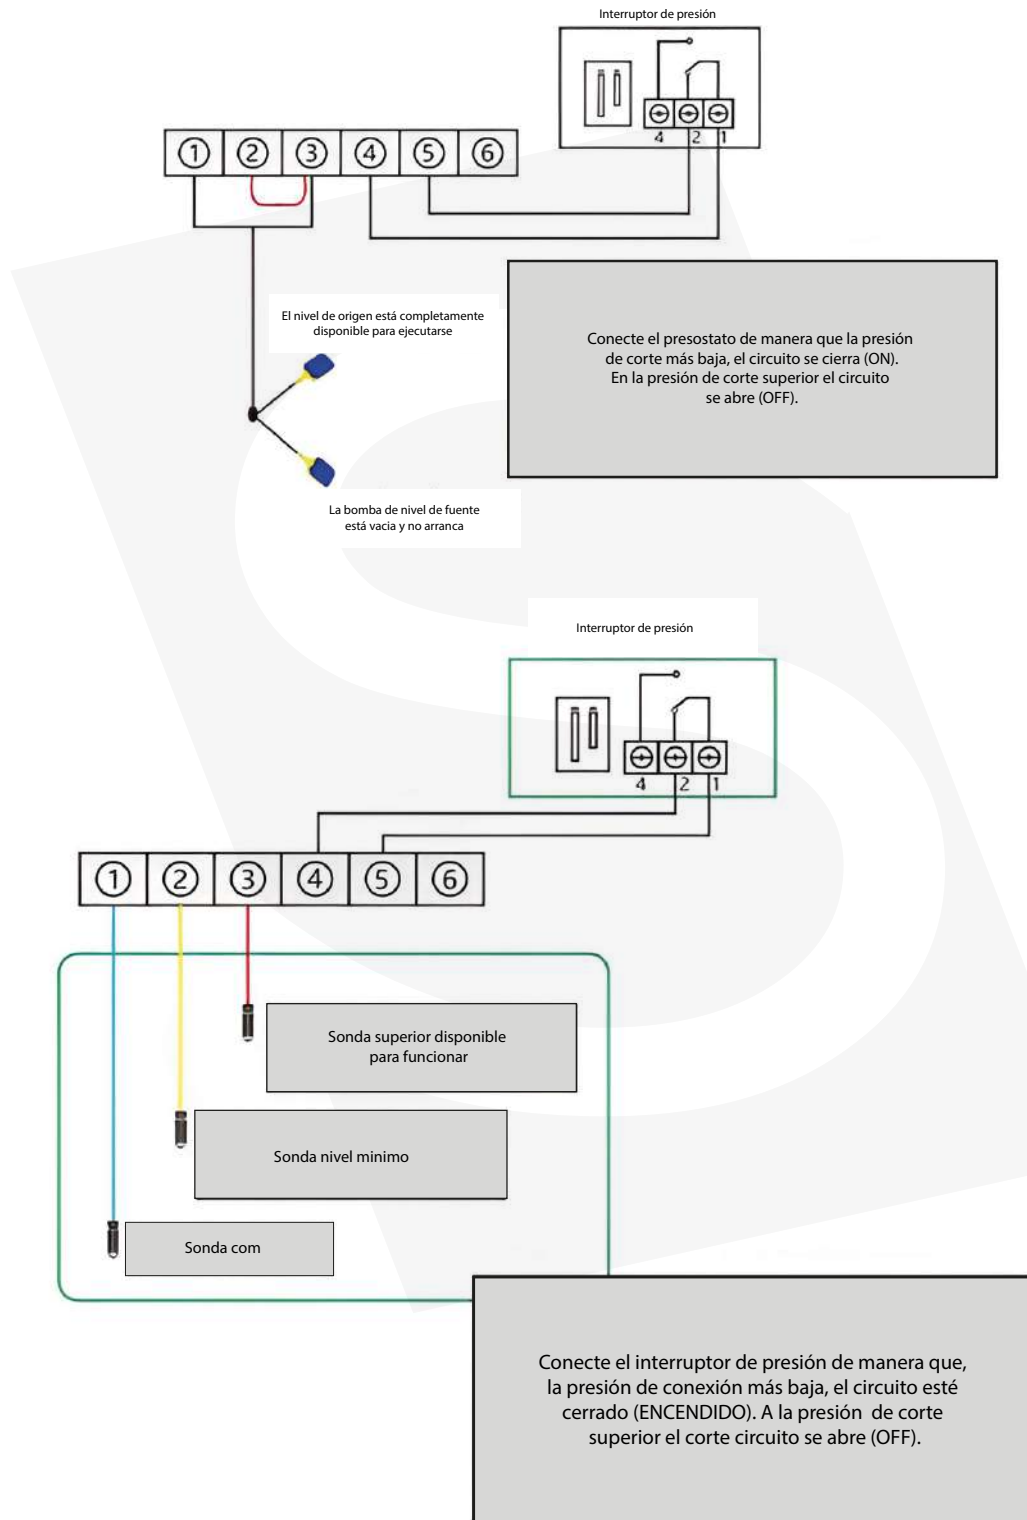 Interruptor de presión
4 2 1
1 2 3 4 5 6
El nivel de origen está completamente
disponible para ejecutarse
Conecte el presostato de manera que la presión
de corte más baja, el circuito se cierra (ON).
En la presión de corte superior el circuito
se abre (OFF).
La bomba de nivel de fuente
está vacia y no arranca
Interruptor de presión
4 2 1
1 2 3 4 5 6
Sonda superior disponible
para funcionar
Sonda nivel minimo
Sonda com
Conecte el interruptor de presión de manera que,
la presión de conexión más baja, el circuito esté
cerrado (ENCENDIDO). A la presión de corte
superior el corte circuito se abre (OFF).